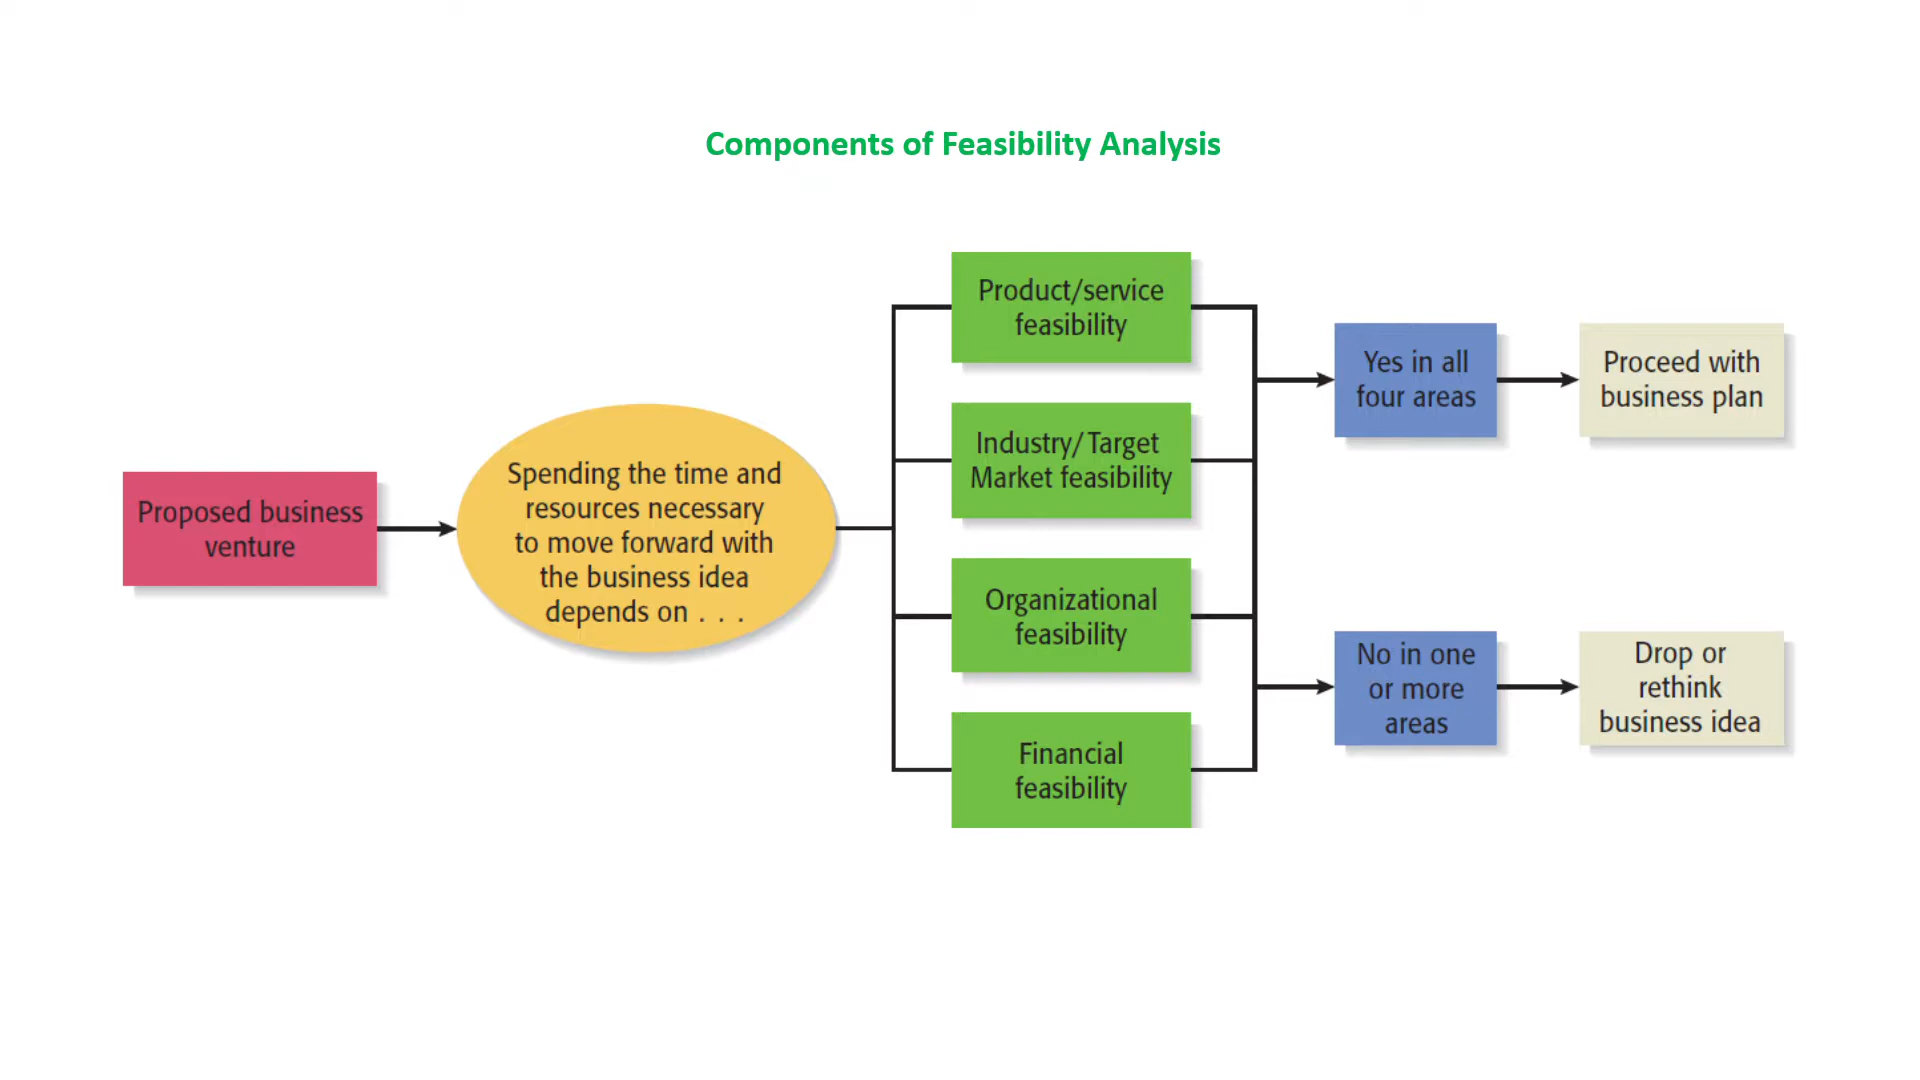 Components of Feasibility Analysis
Proposed business
venture
Spending the time and
resources necessary
to move forward with
the business idea
depends on . . .
Product/service
feasibility
Industry/Target
Market feasibility
Organizational
feasibility
Financial
feasibility
Yes in all
four areas
Proceed with
business plan
No in one
or more
areas
Drop or
rethink
business idea